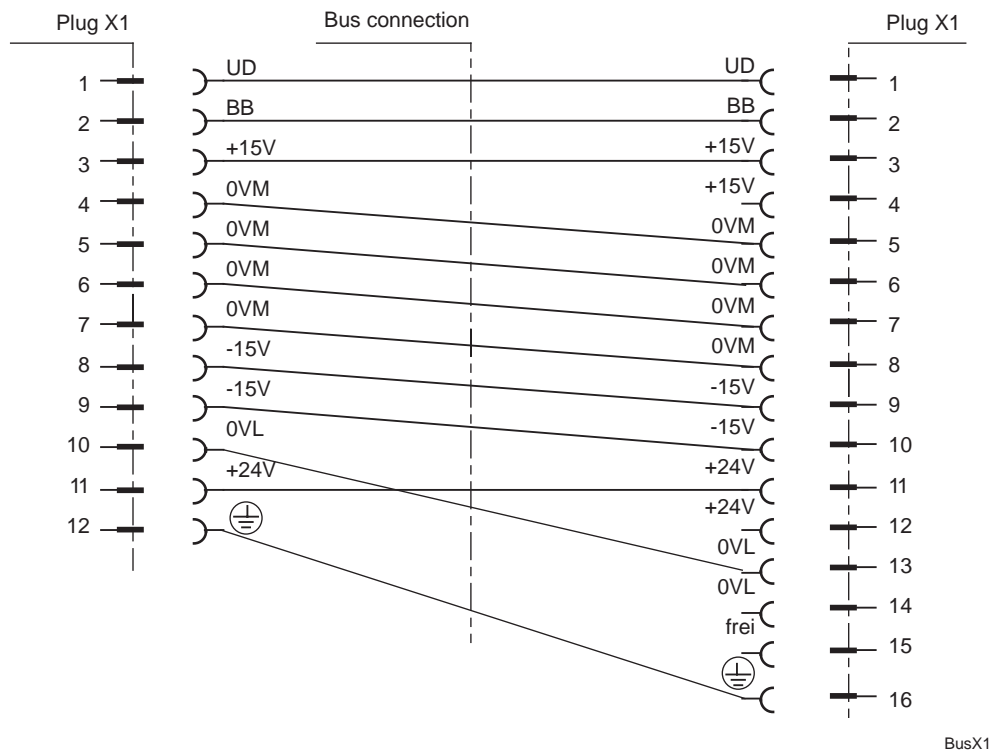 Plug X1 Bus connection Plug X1
1 UD UD 1
2 BB BB 2
3 +15V +15V 3
4 0VM +15V 4
5 0VM 0VM 5
6 0VM 0VM 6
7 0VM 0VM 7
8 -15V 0VM 8
9 -15V -15V 9
10 0VL -15V 10
11 +24V +24V 11
12 +24V 12
0VL 13
0VL 14
frei 15
16
BusX1